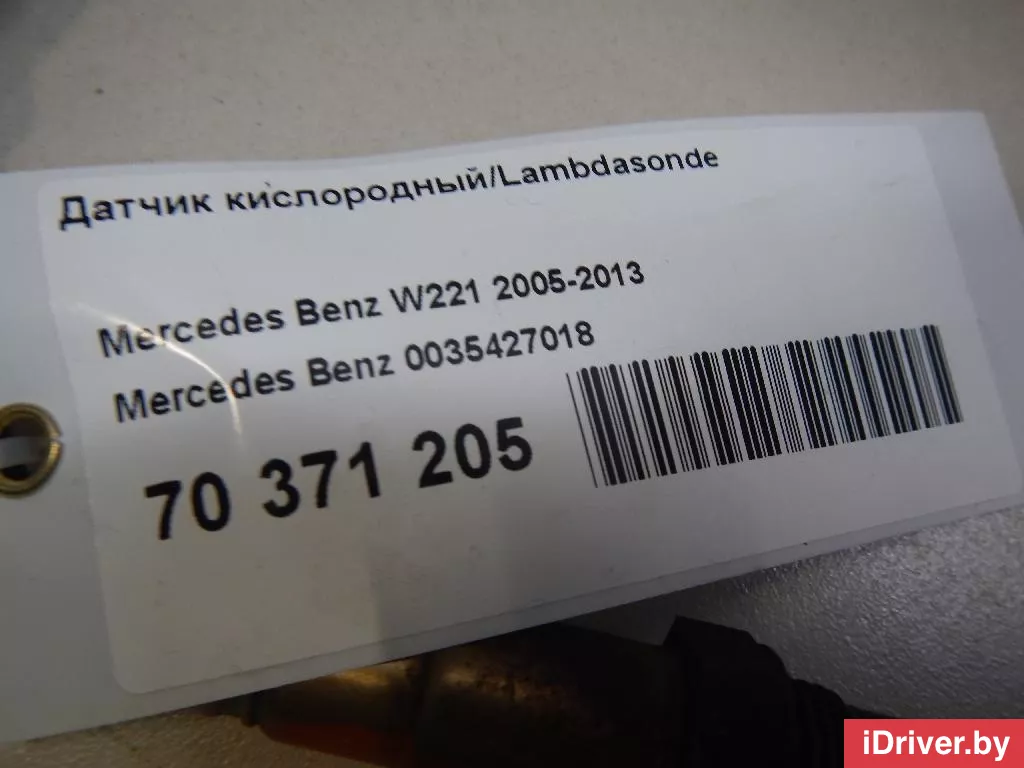 Датчик кислородный/Lambdasonde
Mercedes Benz W221 2005-2013
Mercedes Benz 0035427018
70 371 205
iDriver.by